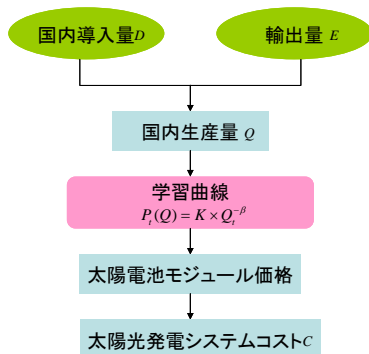 国内導入量D
輸出量 E
国内生産量 Q
学習曲線
P_t(Q) = K × Q_t^{-β}
太陽電池モジュール価格
太陽光発電システムコストC